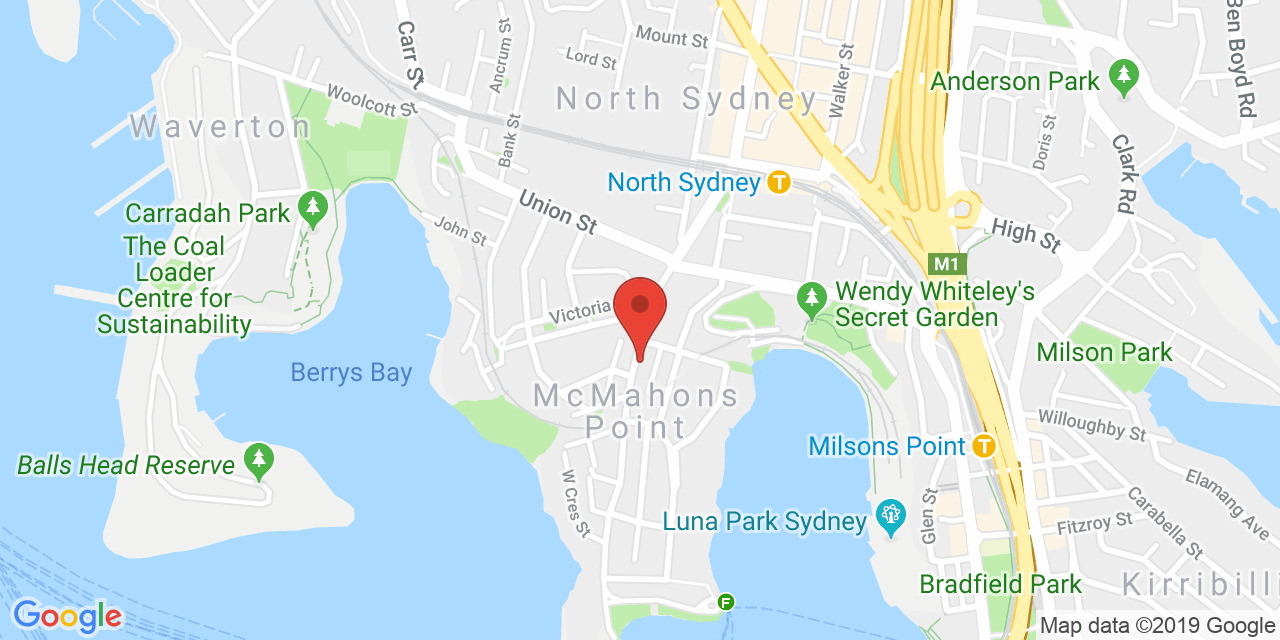 Mount St
Lord St
Carr St
Ancrum St
Walker St
Ben Boyd Rd
Anderson Park
North Sydney
Woolcott St
Waverton
Bank St
Doris St
Clark Rd
North Sydney
T
Carradah Park
Union St
John St
High St
The Coal
Loader
Centre for
Sustainability
M1
Wendy Whiteley's
Secret Garden
Victoria
Milson Park
Berrys Bay
McMahons
Point
Willoughby St
Milsons Point
T
Balls Head Reserve
W Cres St
Elamang Ave
Carabella St
Glen St
Luna Park Sydney
Fitzroy St
Bradfield Park
Kirribilli
F
Google
Map data ©2019 Google